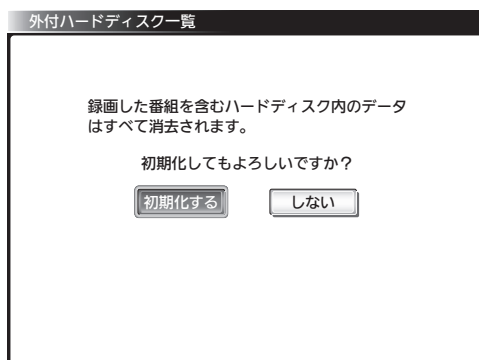 外付ハードディスク一覧
録画した番組を含むハードディスク内のデータ
はすべて消去されます。
初期化してもよろしいですか？
初期化する
しない